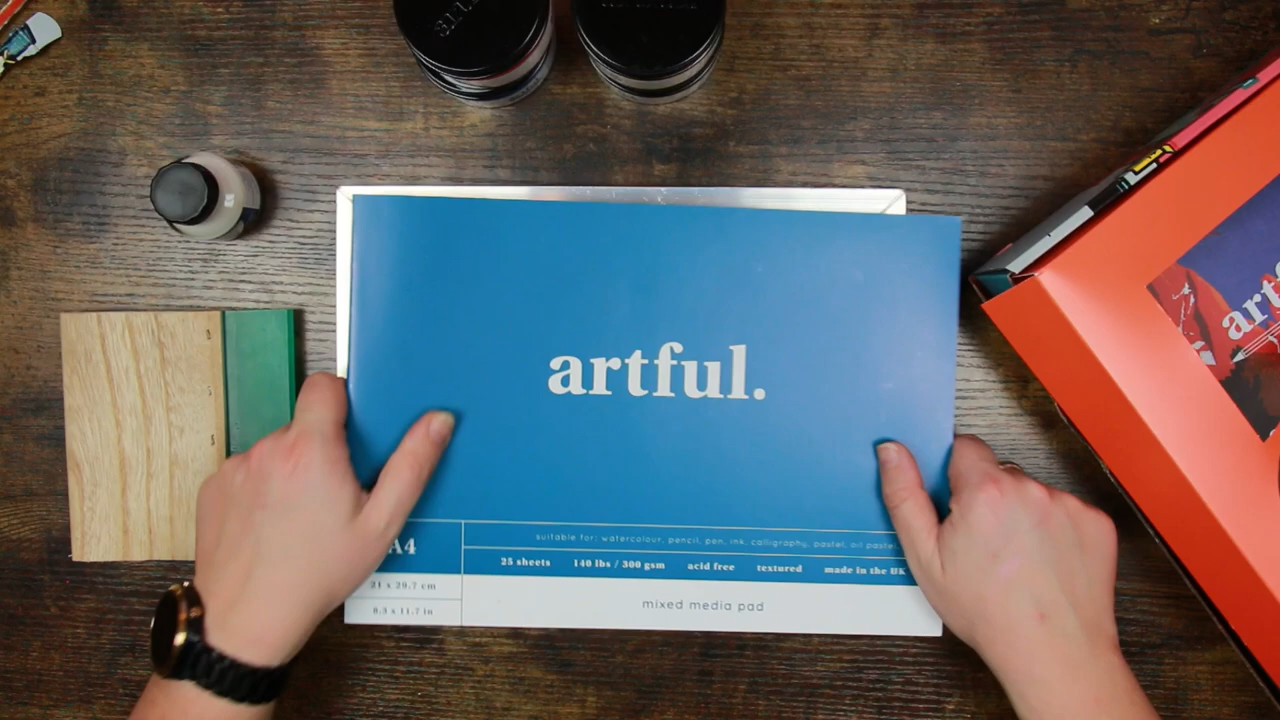 artful.
A4
suitable for: watercolour, pencil, pen, ink, calligraphy, pastel, oil pastel
25 sheets 140 lbs / 300 gsm acid free textured made in the UK
21 x 29.7 cm
8.3 x 11.7 in
mixed media pad
art